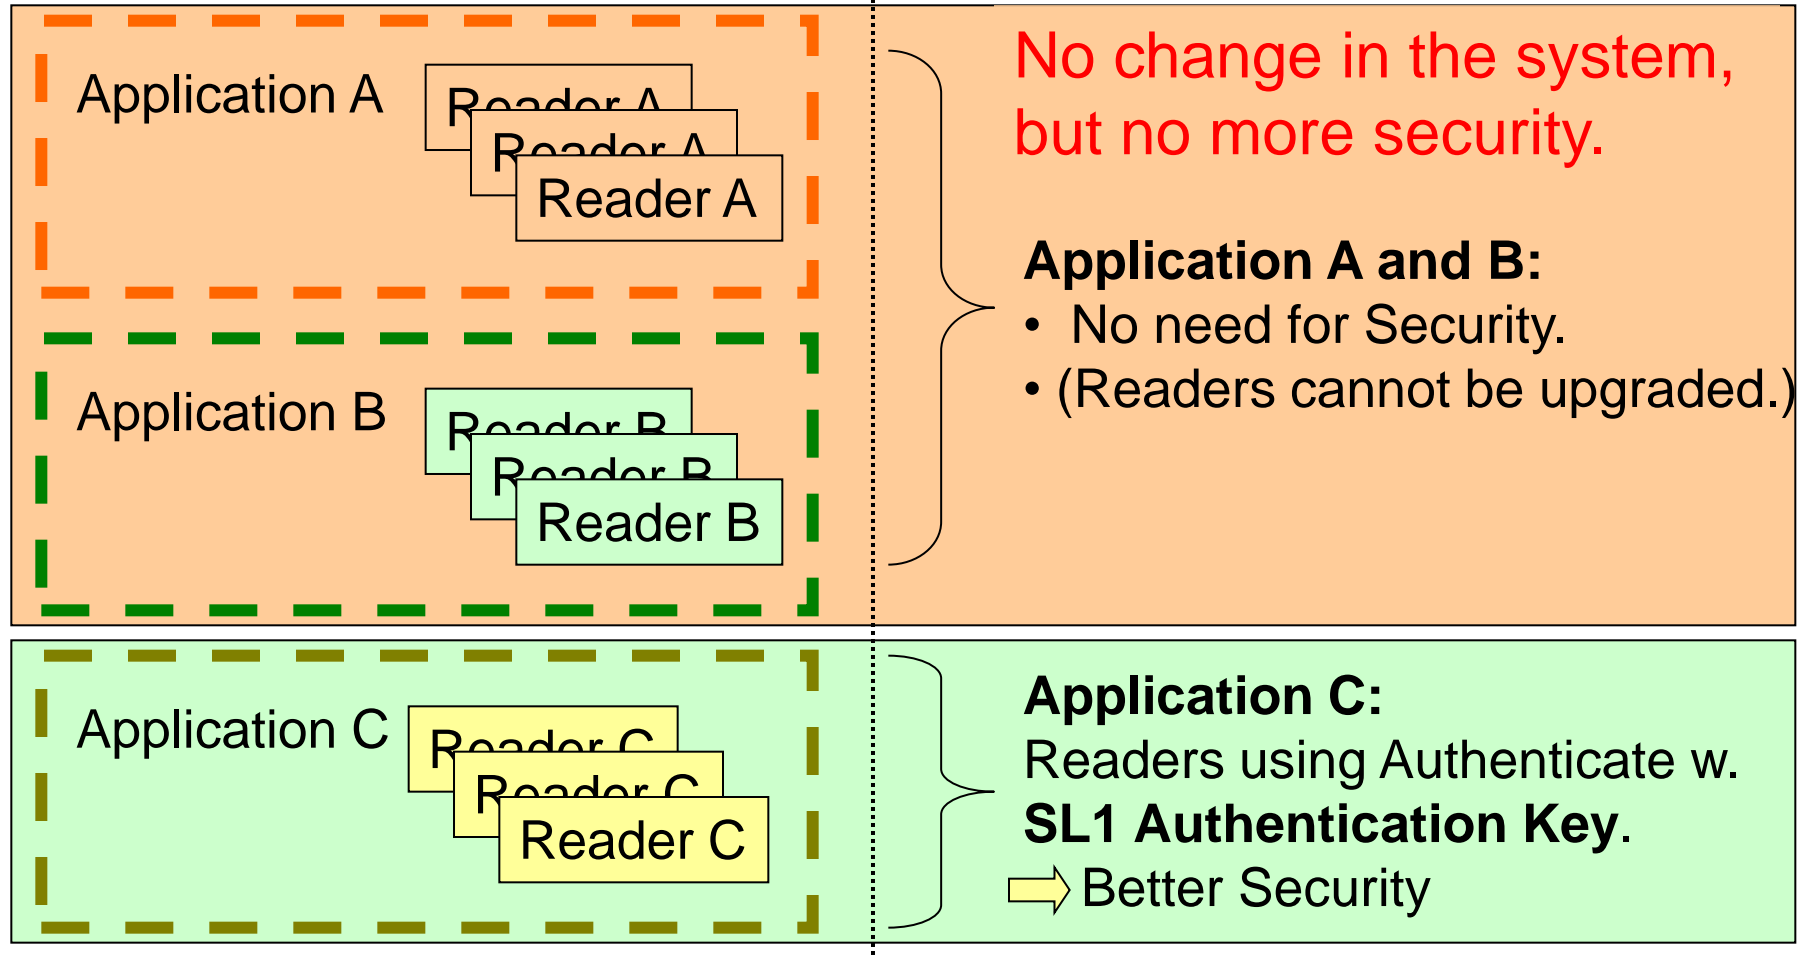 Application A
Reader A
Reader A
Reader A
Application B
Reader B
Reader B
Reader B
Application C
Reader C
Reader C
Reader C
No change in the system,
but no more security.
Application A and B:
• No need for Security.
• (Readers cannot be upgraded.)
Application C:
Readers using Authenticate w.
SL1 Authentication Key.
Better Security